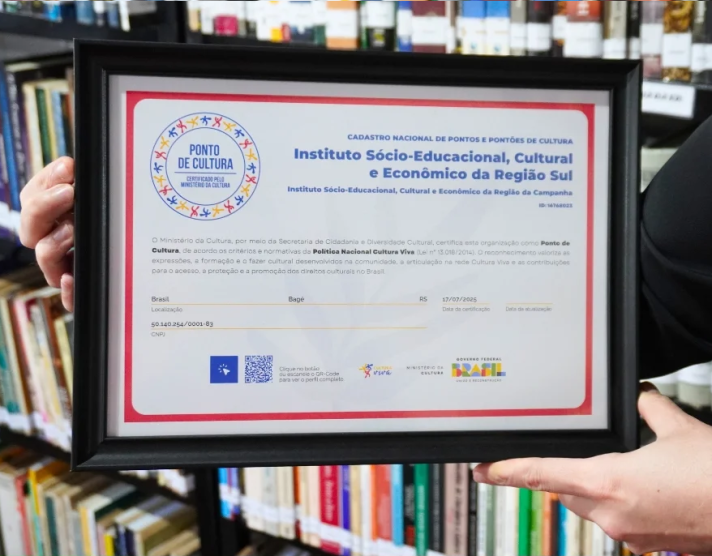 PONTO
DE CULTURA
CERTIFICADO PELO
MINISTÉRIO DA CULTURA
CADASTRO NACIONAL DE PONTOS E PONTÕES DE CULTURA
Instituto Sócio-Educacional, Cultural
e Econômico da Região Sul
Instituto Sócio-Educacional, Cultural e Econômico da Região da Campanha
O Ministério da Cultura, por meio da Secretaria de Cidadania e Diversidade Cultural, certifica esta organização como Ponto de
Cultura, de acordo os critérios e normativas da Política Nacional Cultura Viva (Lei nº 13.018/2014). O reconhecimento valoriza as
expressões, a formação e o fazer cultural desenvolvidos na comunidade, a articulação na rede Cultura Viva e as contribuições
para o acesso, a proteção e a promoção dos direitos culturais no Brasil.
Brasil Bagé RS 17/07/2025
Localização Data da certificação Data da atualização
50.140.254/0001-83
CNPJ
Clique no botão
ou escaneie o QR-Code
para ver o perfil completo
viva
MINISTÉRIO DA
CULTURA
GOVERNO FEDERAL
BRASIL